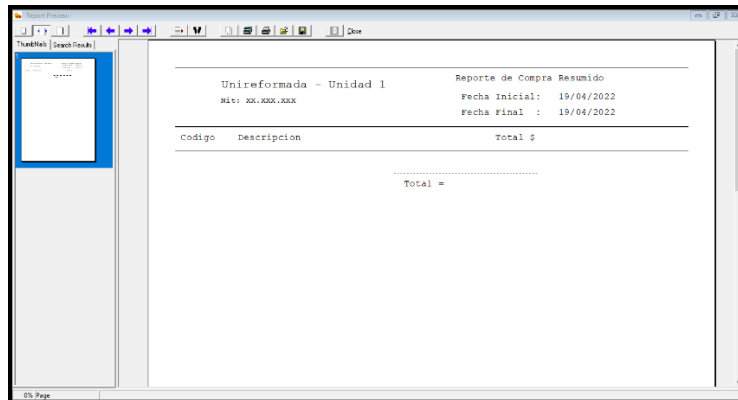 Report Preview
Close
Thumbnails Search Results
Unireformada - Unidad 1
Nit: XX.XXX.XXX
Reporte de Compra Resumido
Fecha Inicial: 19/04/2022
Fecha Final : 19/04/2022
Codigo Descripcion Total $
Total =
0% Page